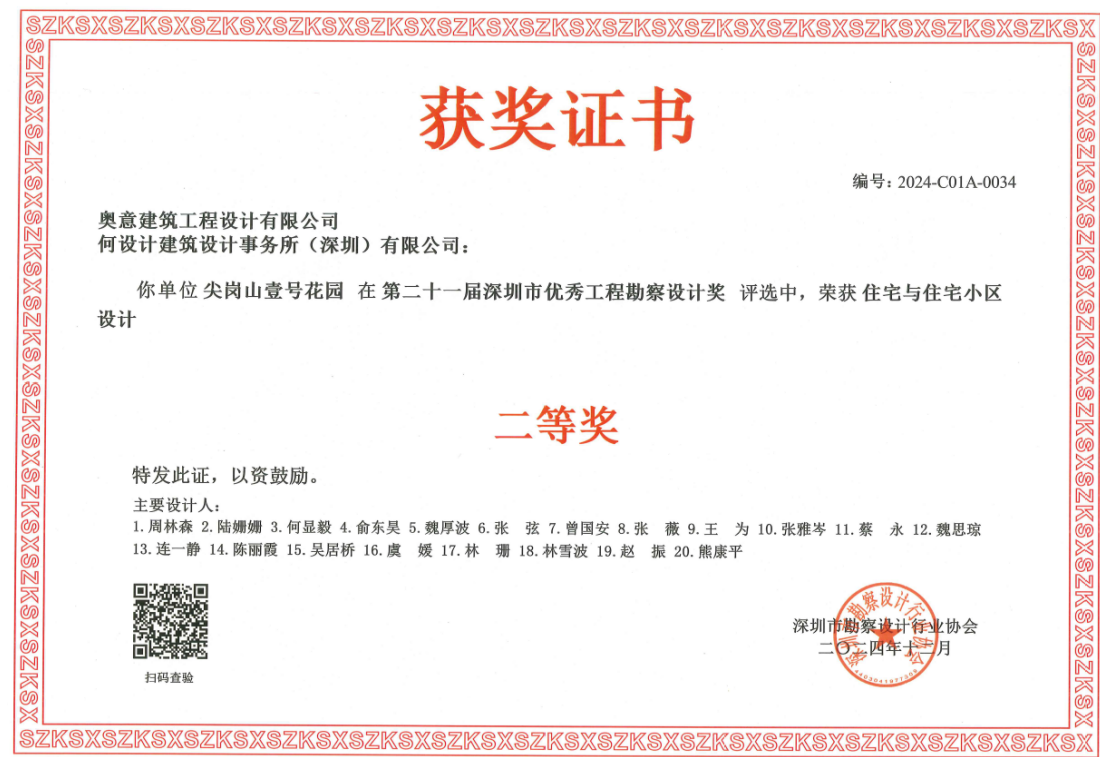 SZKSXSZKSXSZKSXSZKSXSZKSXSZKSXSZKSXSZKSXSZKSXSZKSXSZKSXSZKSX
获奖证书
编号: 2024-C01A-0034
奥意建筑工程设计有限公司
何设计建筑设计事务所（深圳）有限公司:
你单位 尖岗山壹号花园 在 第二十一届深圳市优秀工程勘察设计奖 评选中，荣获 住宅与住宅小区
设计
二等奖
特发此证，以资鼓励。
主要设计人:
1.周林森 2.陆姗姗 3.何显毅 4.俞东昊 5.魏厚波 6.张　弦 7.曾国安 8.张　薇 9.王　为 10.张雅岑 11.蔡　永 12.魏思琼
13.连一静 14.陈丽霞 15.吴居桥 16.虞　媛 17.林　珊 18.林雪波 19.赵　振 20.熊康平
扫码查验
深圳市勘察设计行业协会
二〇二四年十二月